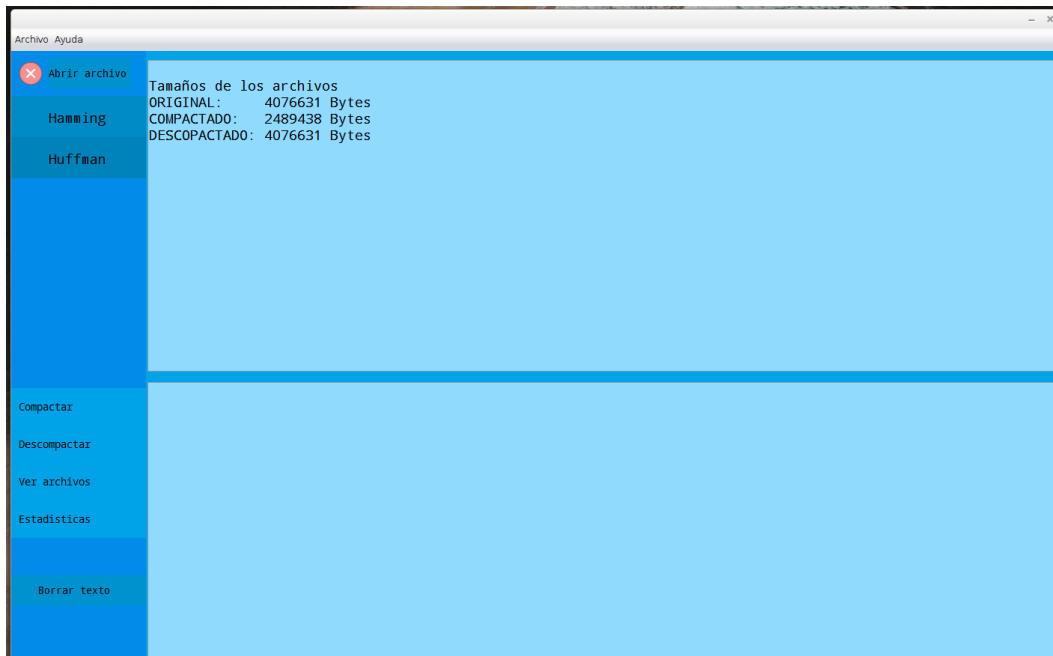 Archivo Ayuda
Abrir archivo
Hamming
Huffman
Compactar
Descompactar
Ver archivos
Estadisticas
Borrar texto
Tamaños de los archivos
ORIGINAL: 4076631 Bytes
COMPACTADO: 2489438 Bytes
DESCOPACTADO: 4076631 Bytes